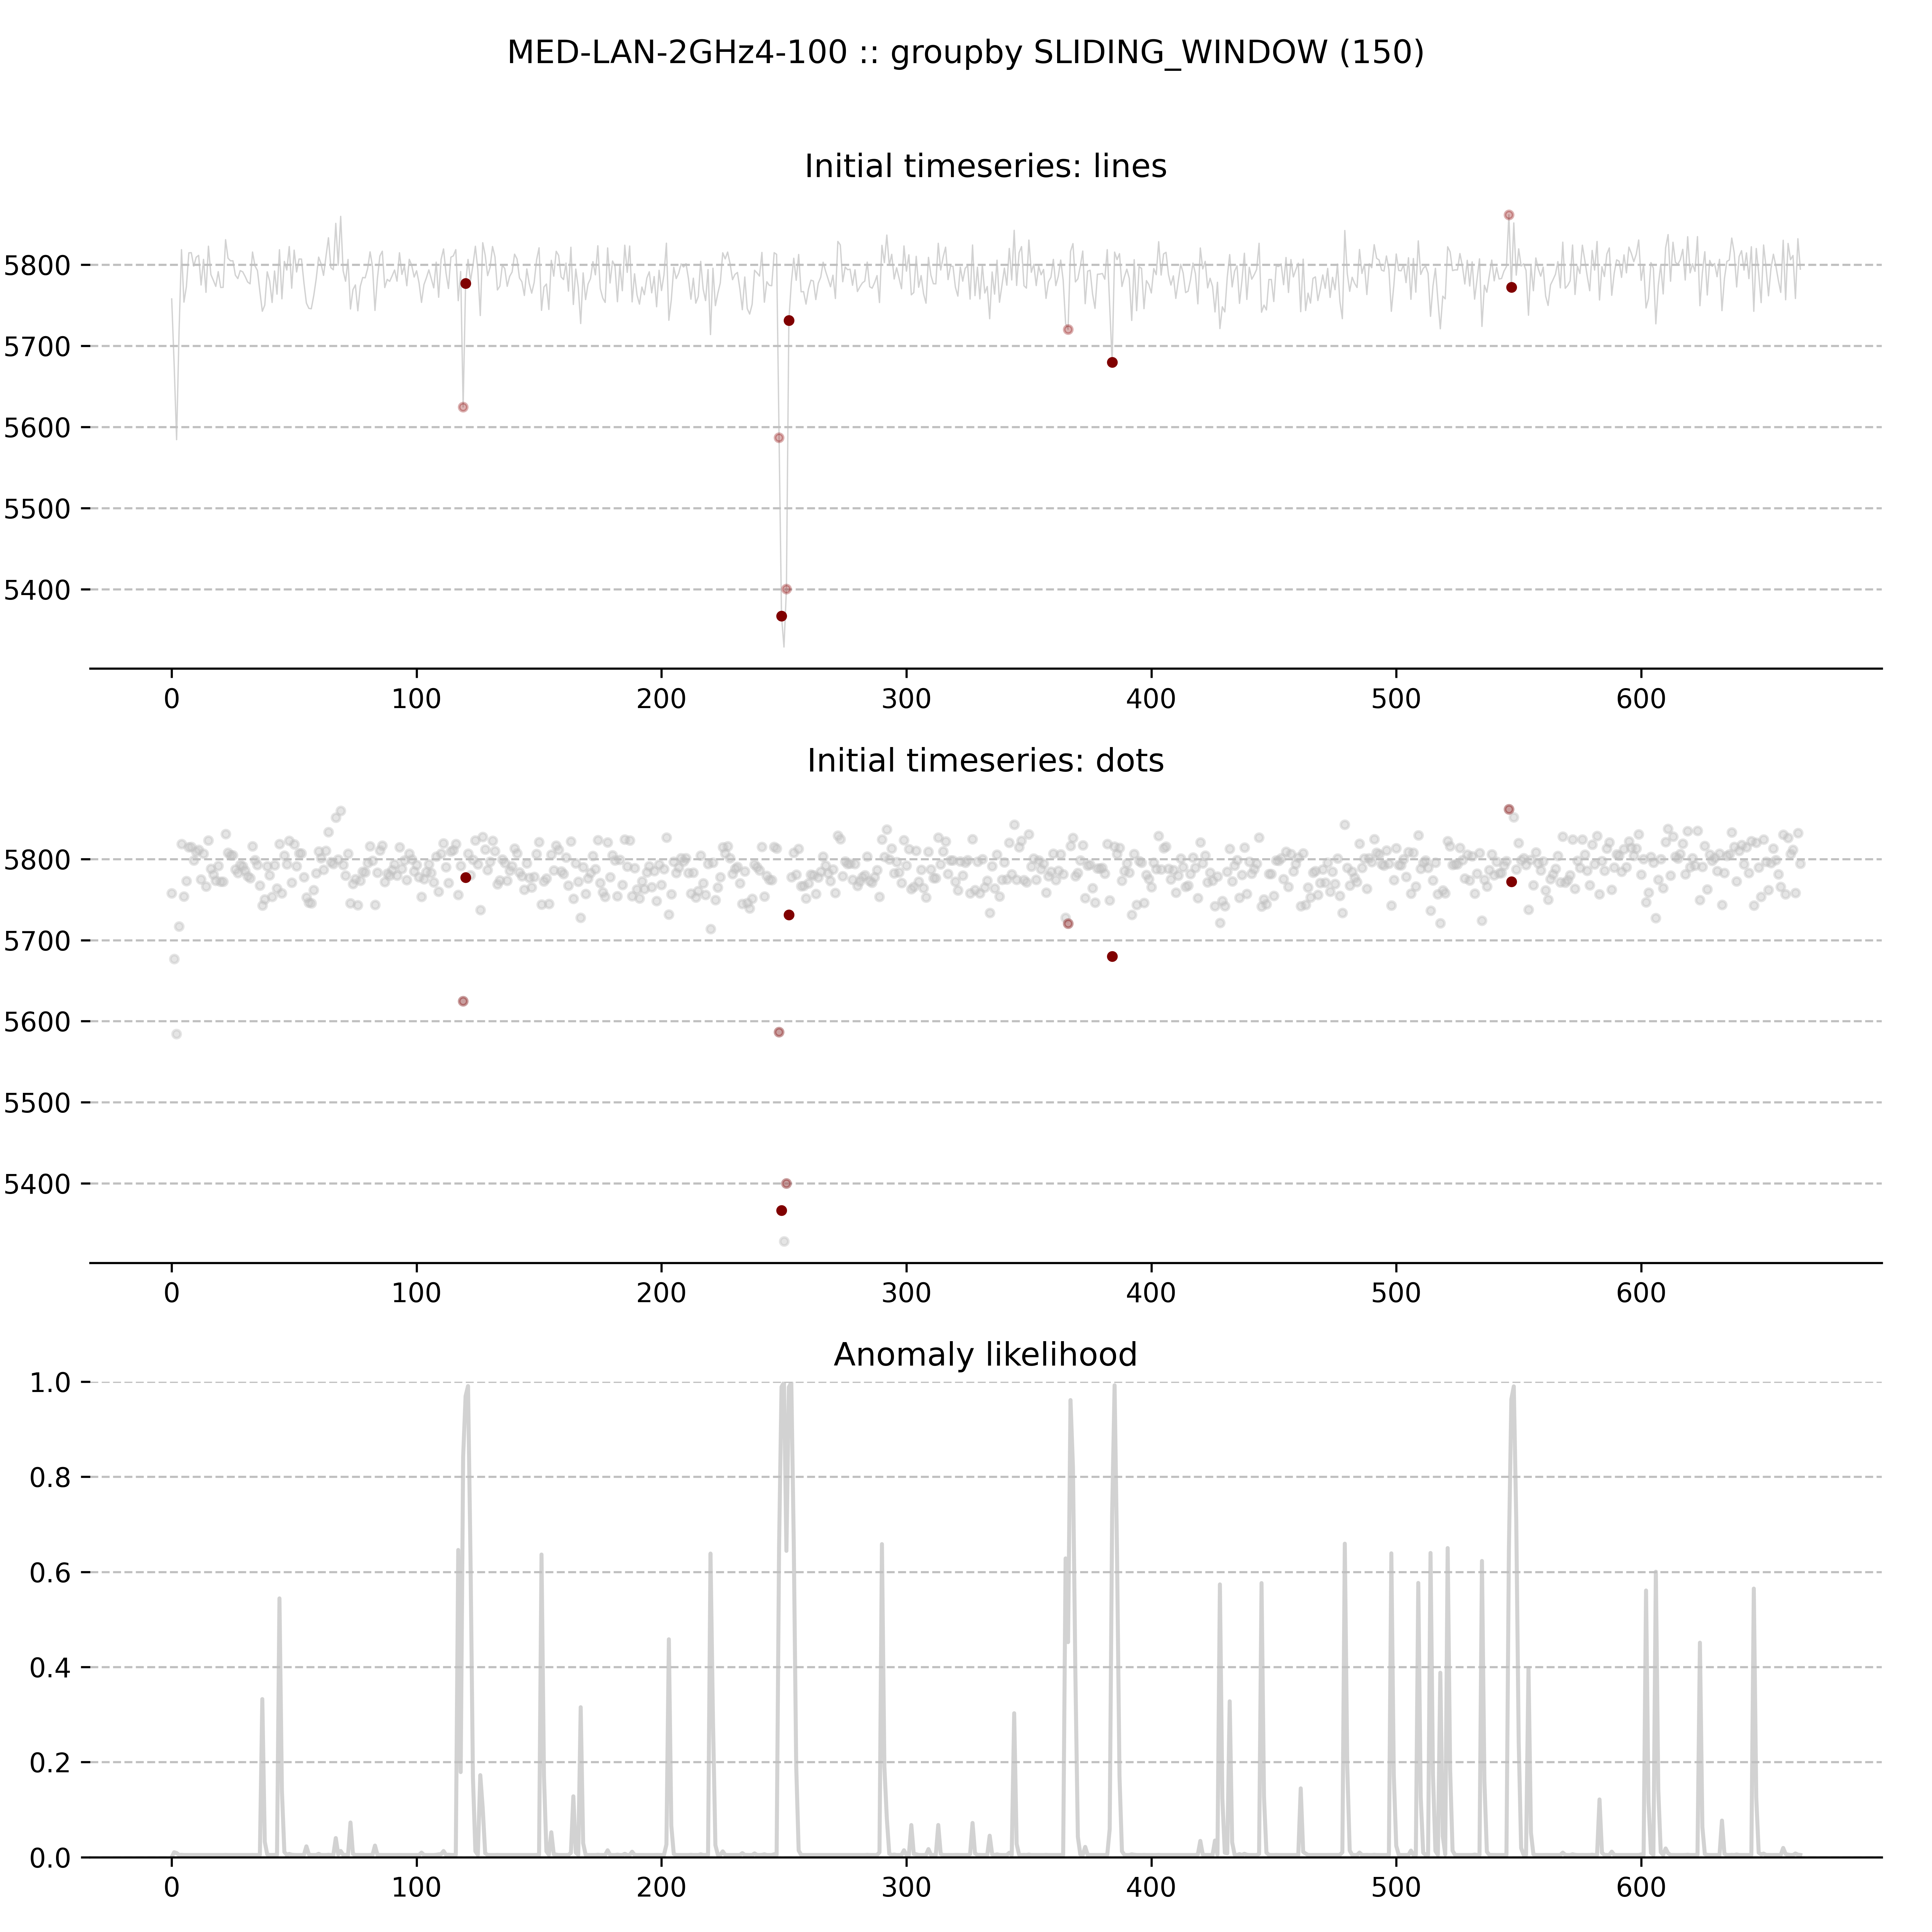 MED-LAN-2GHz4-100 :: groupby SLIDING_WINDOW (150)
Initial timeseries: lines
5800
5700
5600
5500
5400
0 100 200 300 400 500 600
Initial timeseries: dots
5800
5700
5600
5500
5400
0 100 200 300 400 500 600
Anomaly likelihood
1.0
0.8
0.6
0.4
0.2
0.0
0 100 200 300 400 500 600